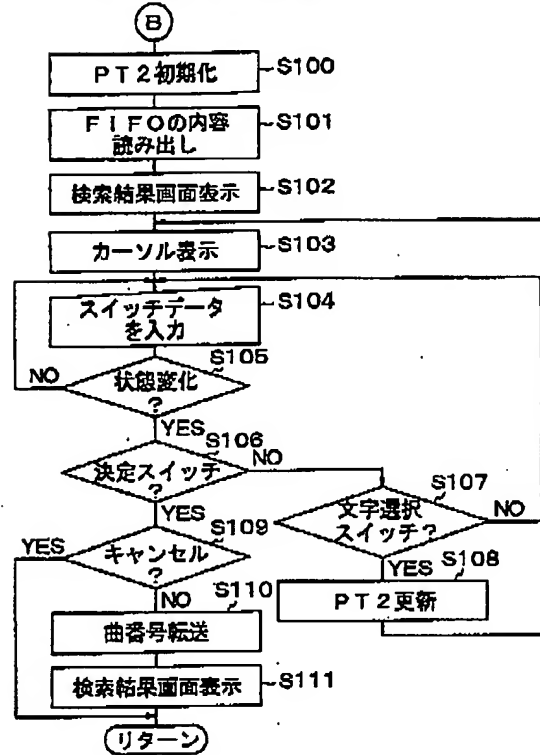 B
PT2初期化
S100
FIFOの内容
読み出し
S101
検索結果画面表示
S102
カーソル表示
S103
スイッチデータ
を入力
S104
状態変化
?
S105
NO
YES
決定スイッチ
?
S106
NO
YES
文字選択
スイッチ?
S107
NO
YES
PT2更新
S108
キャンセル
?
S109
YES
NO
曲番号転送
S110
検索結果画面表示
S111
リターン